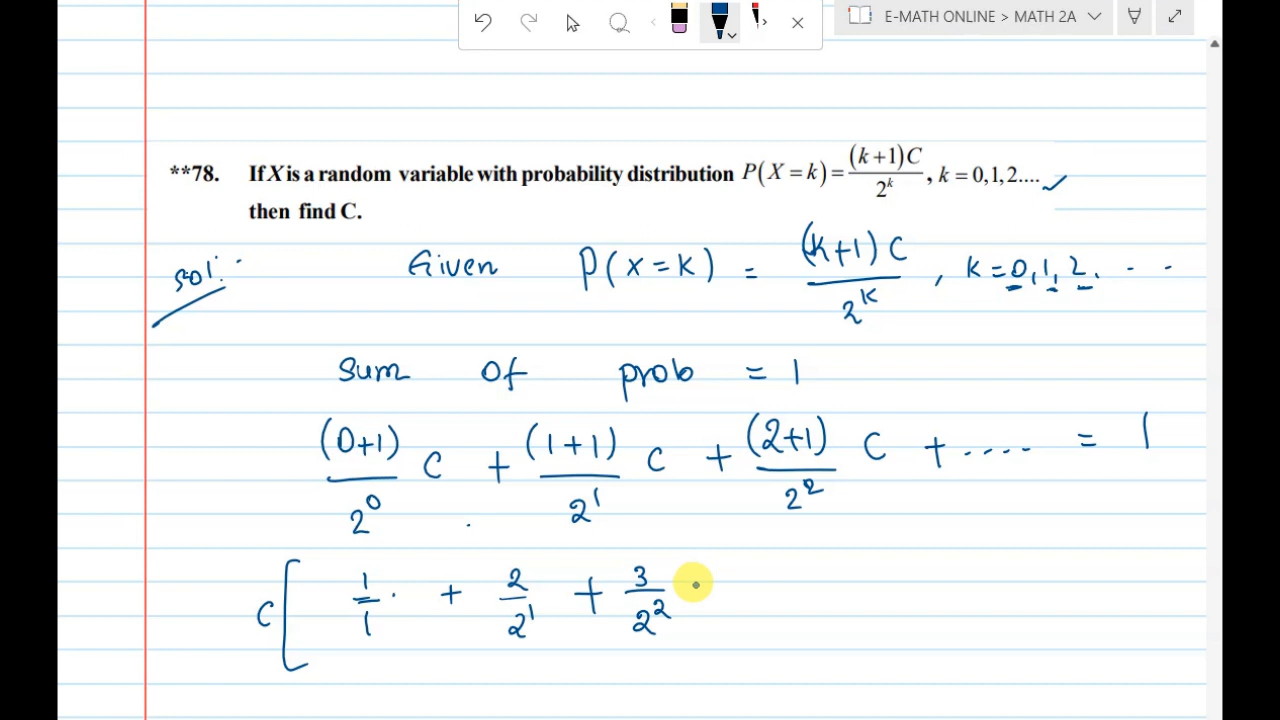 E-MATH ONLINE > MATH 2A
**78. If X is a random variable with probability distribution P(X = k) = (k+1)C / 2^k , k = 0,1,2....
then find C.
Sol: Given P(X=K) = (K+1) C / 2^K , K = 0, 1, 2, ...
Sum of prob = 1
(0+1) / 2^0 C + (1+1) / 2^1 C + (2+1) / 2^2 C + .... = 1
C [ 1/1 + 2/2^1 + 3/2^2